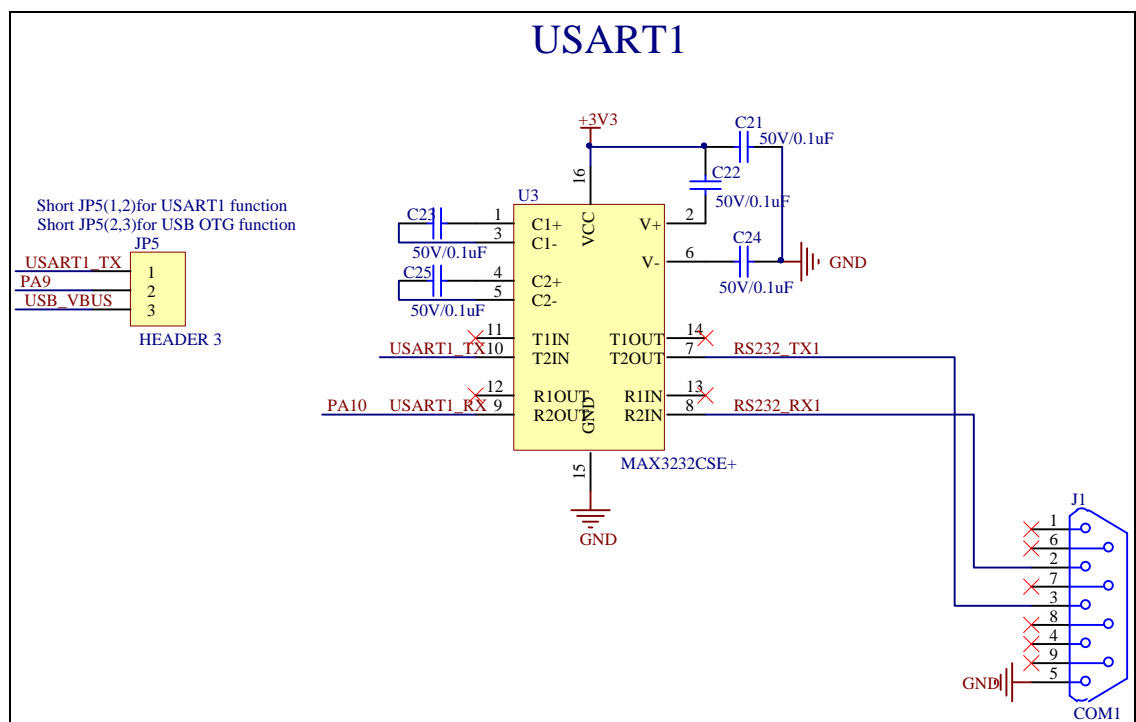 USART1
+3V3
C21
50V/0.1uF
C22
50V/0.1uF
16
U3
VCC
Short JP5(1,2)for USART1 function
Short JP5(2,3)for USB OTG function
JP5
USART1_TX 1
PA9 2
USB_VBUS 3
HEADER 3
C23
50V/0.1uF
1 C1+
3 C1-
C25
50V/0.1uF
4 C2+
5 C2-
V+ 2
V- 6
C24
50V/0.1uF
GND
11 T1IN
USART1_TX 10 T2IN
T1OUT 14
T2OUT 7 RS232_TX1
12 R1OUT
PA10 USART1_RX 9 R2OUT
GND
R1IN 13
R2IN 8 RS232_RX1
MAX3232CSE+
15
GND
J1
1
6
2
7
3
8
4
9
GND 5
COM1